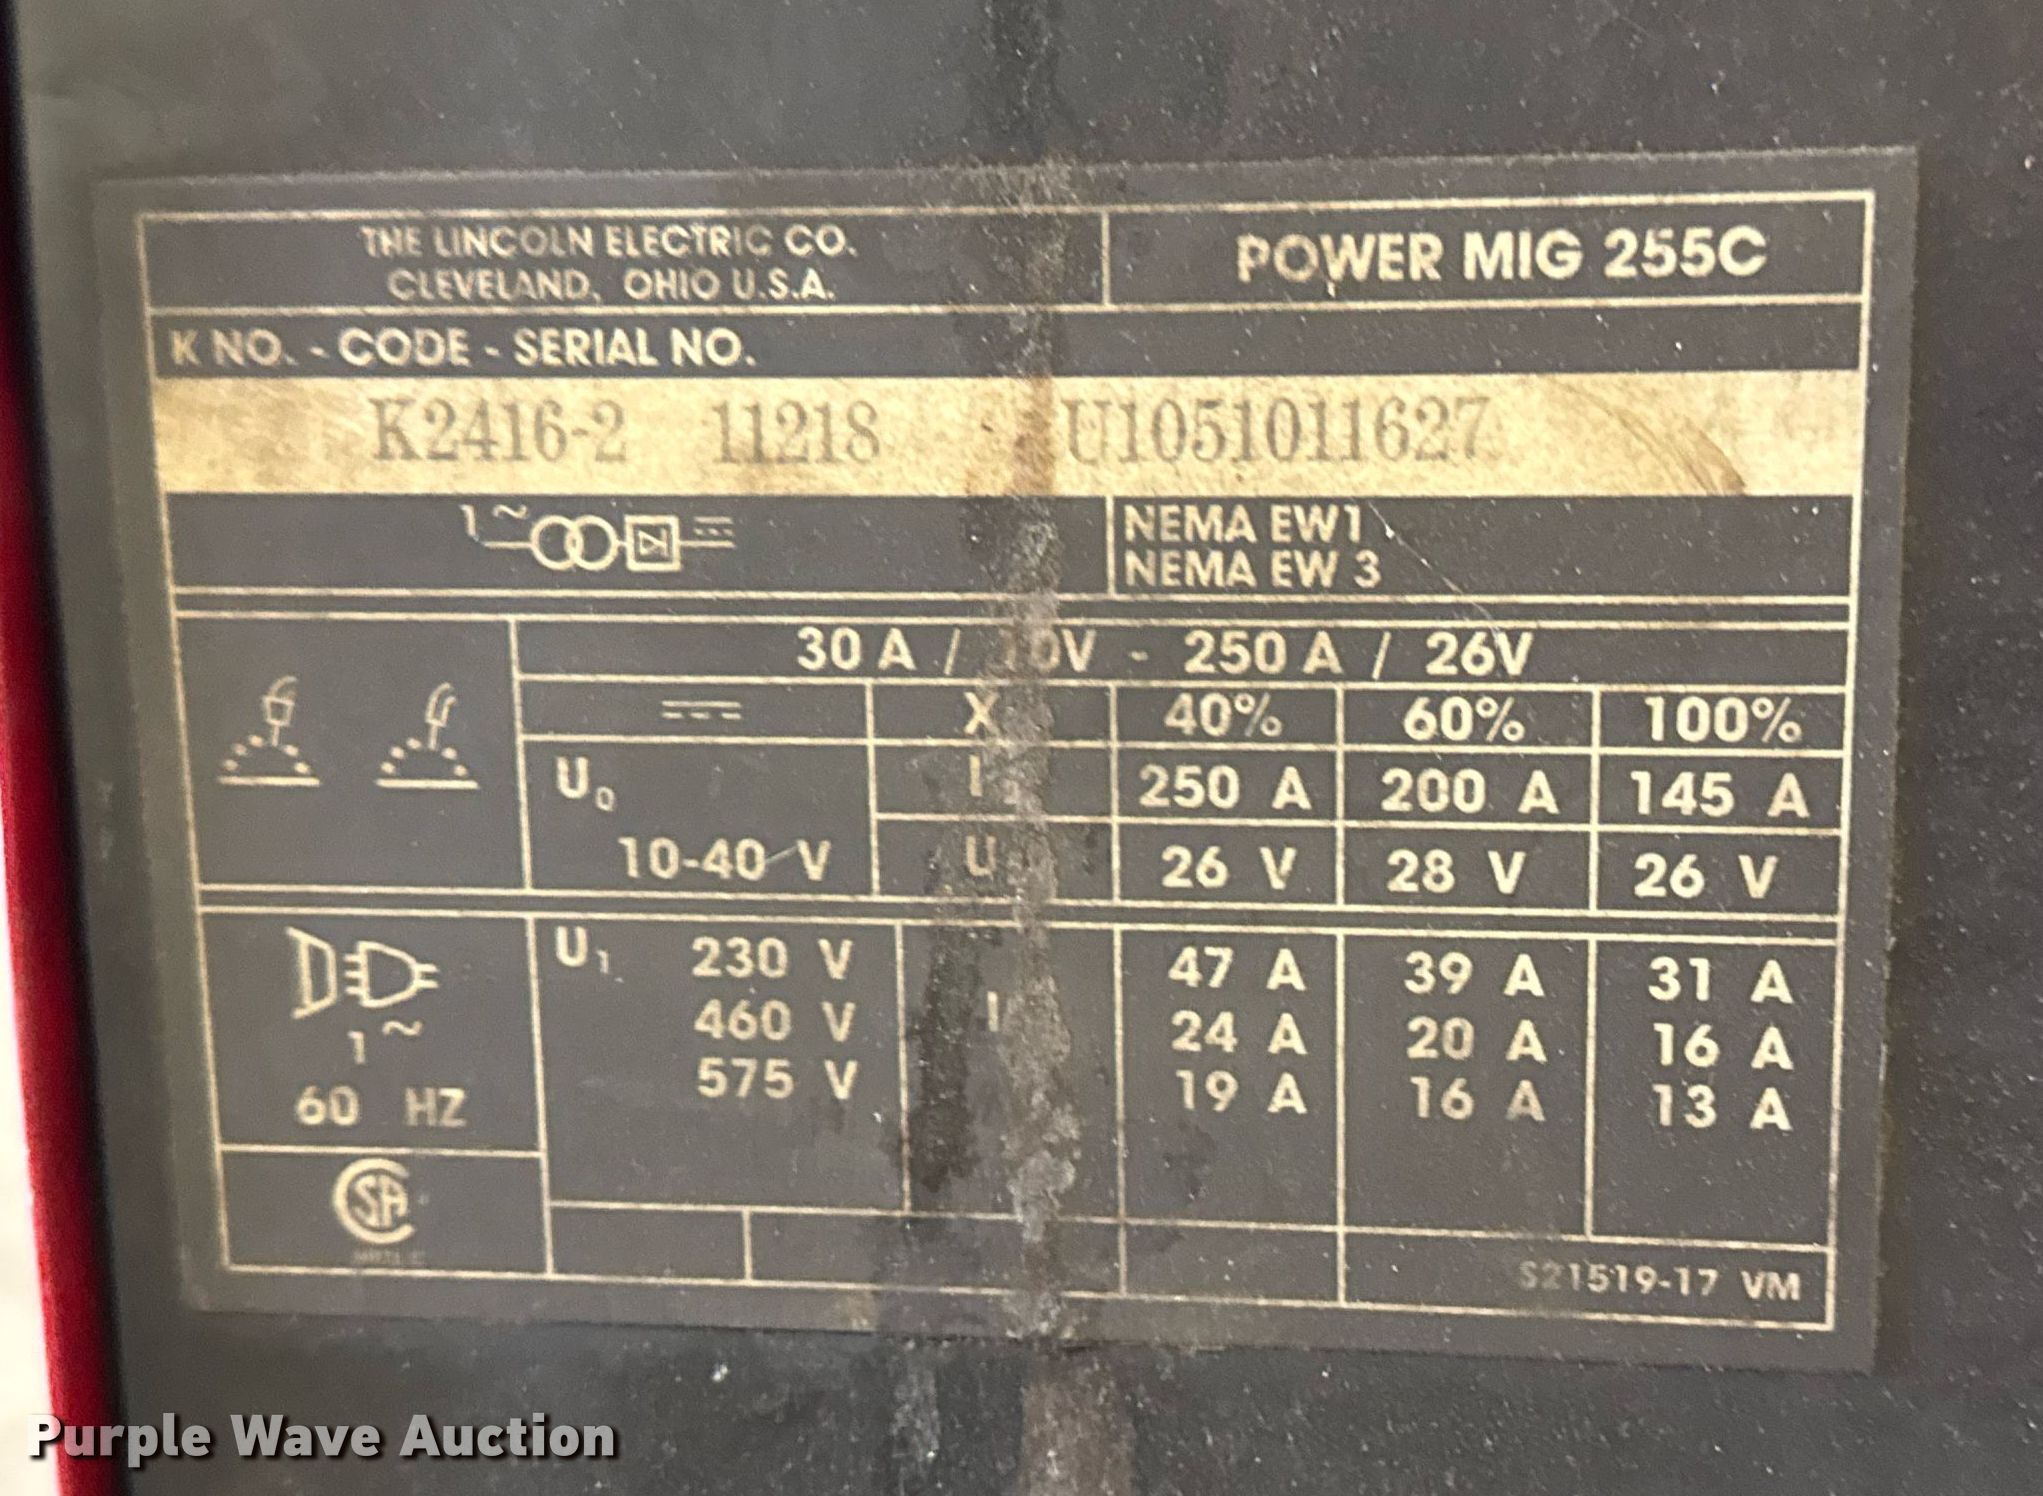 THE LINCOLN ELECTRIC CO.
CLEVELAND, OHIO U.S.A.
POWER MIG 255C
K NO. - CODE - SERIAL NO.
K2416-2 11218 U1051011627
1~
NEMA EW1
NEMA EW 3
30 A / 10V - 250 A / 26V
X 40% 60% 100%
U0
10-40 V
I 250 A 200 A 145 A
U 26 V 28 V 26 V
U1 230 V 47 A 39 A 31 A
460 V I 24 A 20 A 16 A
575 V 19 A 16 A 13 A
1~
60 HZ
SA
S21519-17 VM
Purple Wave Auction